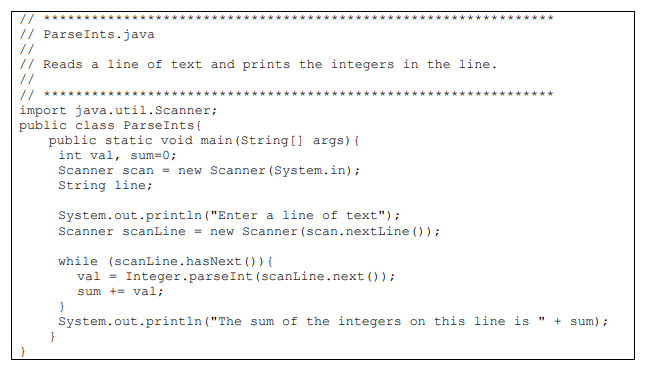 // ******************************************************************
// ParseInts.java
//
// Reads a line of text and prints the integers in the line.
//
// ******************************************************************
import java.util.Scanner;
public class ParseInts{
    public static void main(String[] args){
     int val, sum=0;
     Scanner scan = new Scanner(System.in);
     String line;

     System.out.println("Enter a line of text");
     Scanner scanLine = new Scanner(scan.nextLine());

     while (scanLine.hasNext()){
       val = Integer.parseInt(scanLine.next());
       sum += val;
     }
     System.out.println("The sum of the integers on this line is " + sum);
    }
}